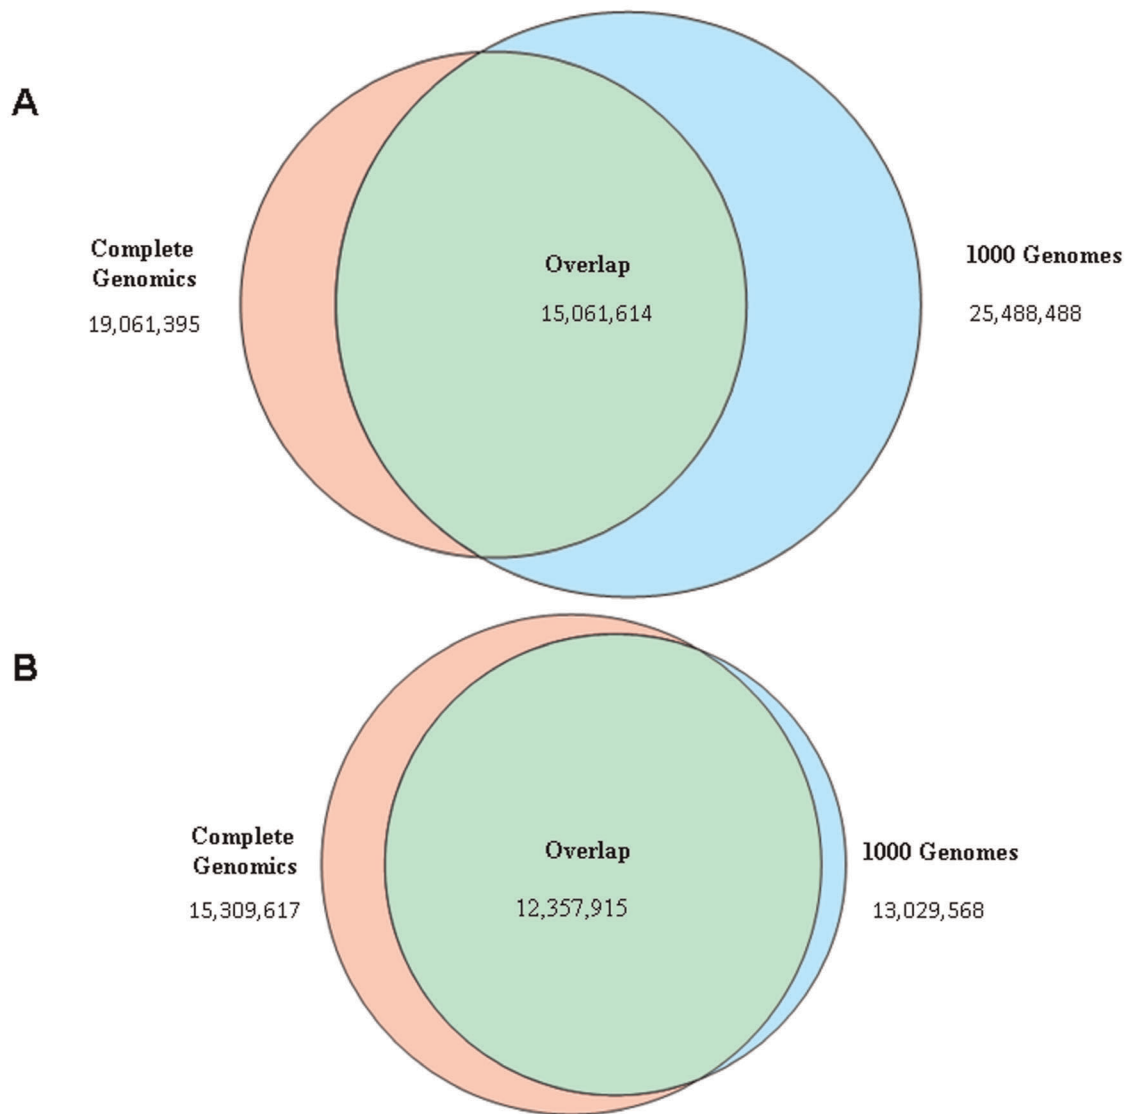 A
Complete
Genomics
19,061,395
Overlap
15,061,614
1000 Genomes
25,488,488
B
Complete
Genomics
15,309,617
Overlap
12,357,915
1000 Genomes
13,029,568